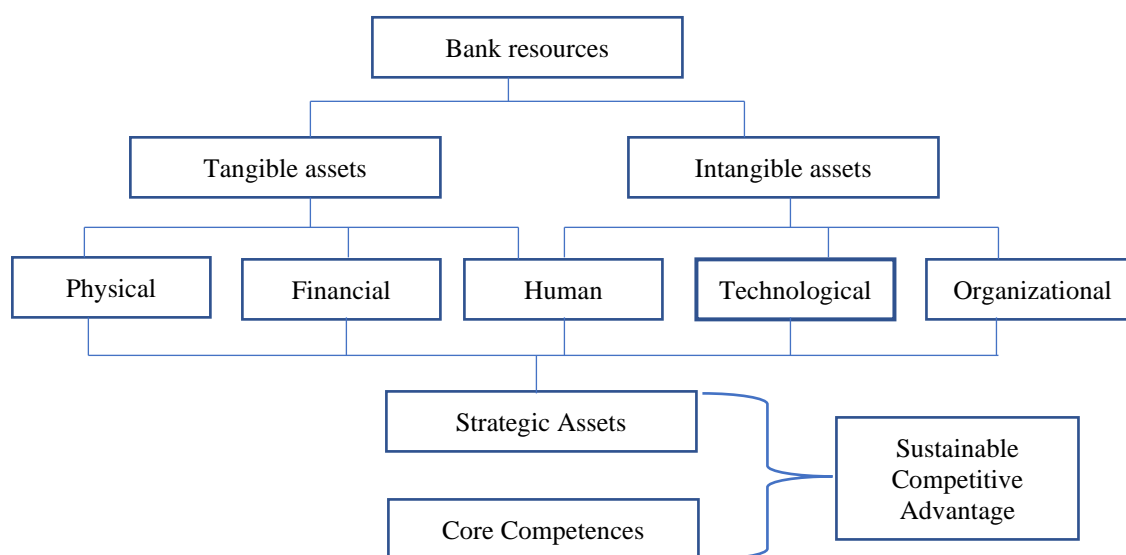 Bank resources
Tangible assets
Intangible assets
Physical
Financial
Human
Technological
Organizational
Strategic Assets
Sustainable
Competitive
Advantage
Core Competences